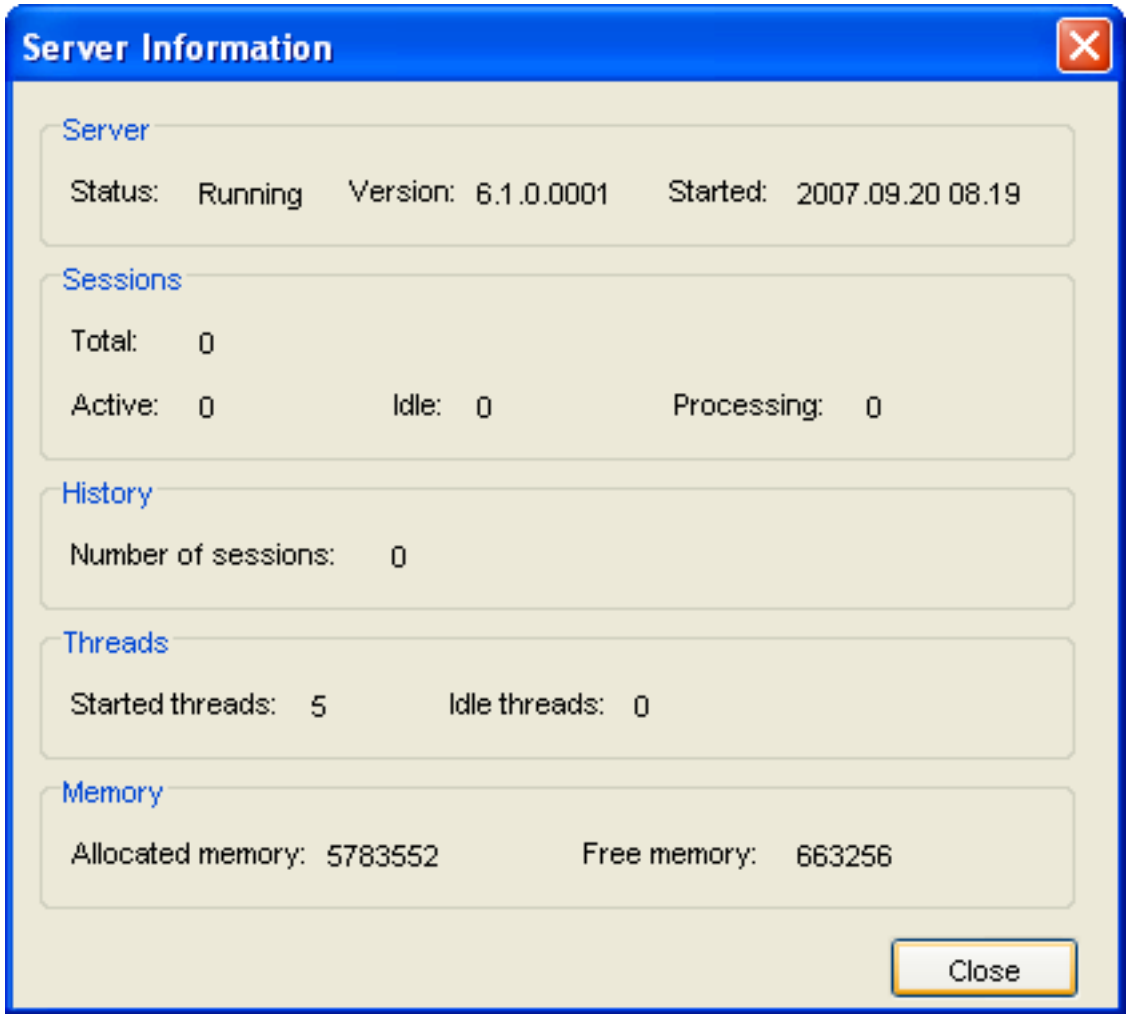 Server Information
Server
Status: Running Version: 6.1.0.0001 Started: 2007.09.20 08.19
Sessions
Total: 0
Active: 0 Idle: 0 Processing: 0
History
Number of sessions: 0
Threads
Started threads: 5 Idle threads: 0
Memory
Allocated memory: 5783552 Free memory: 663256
Close